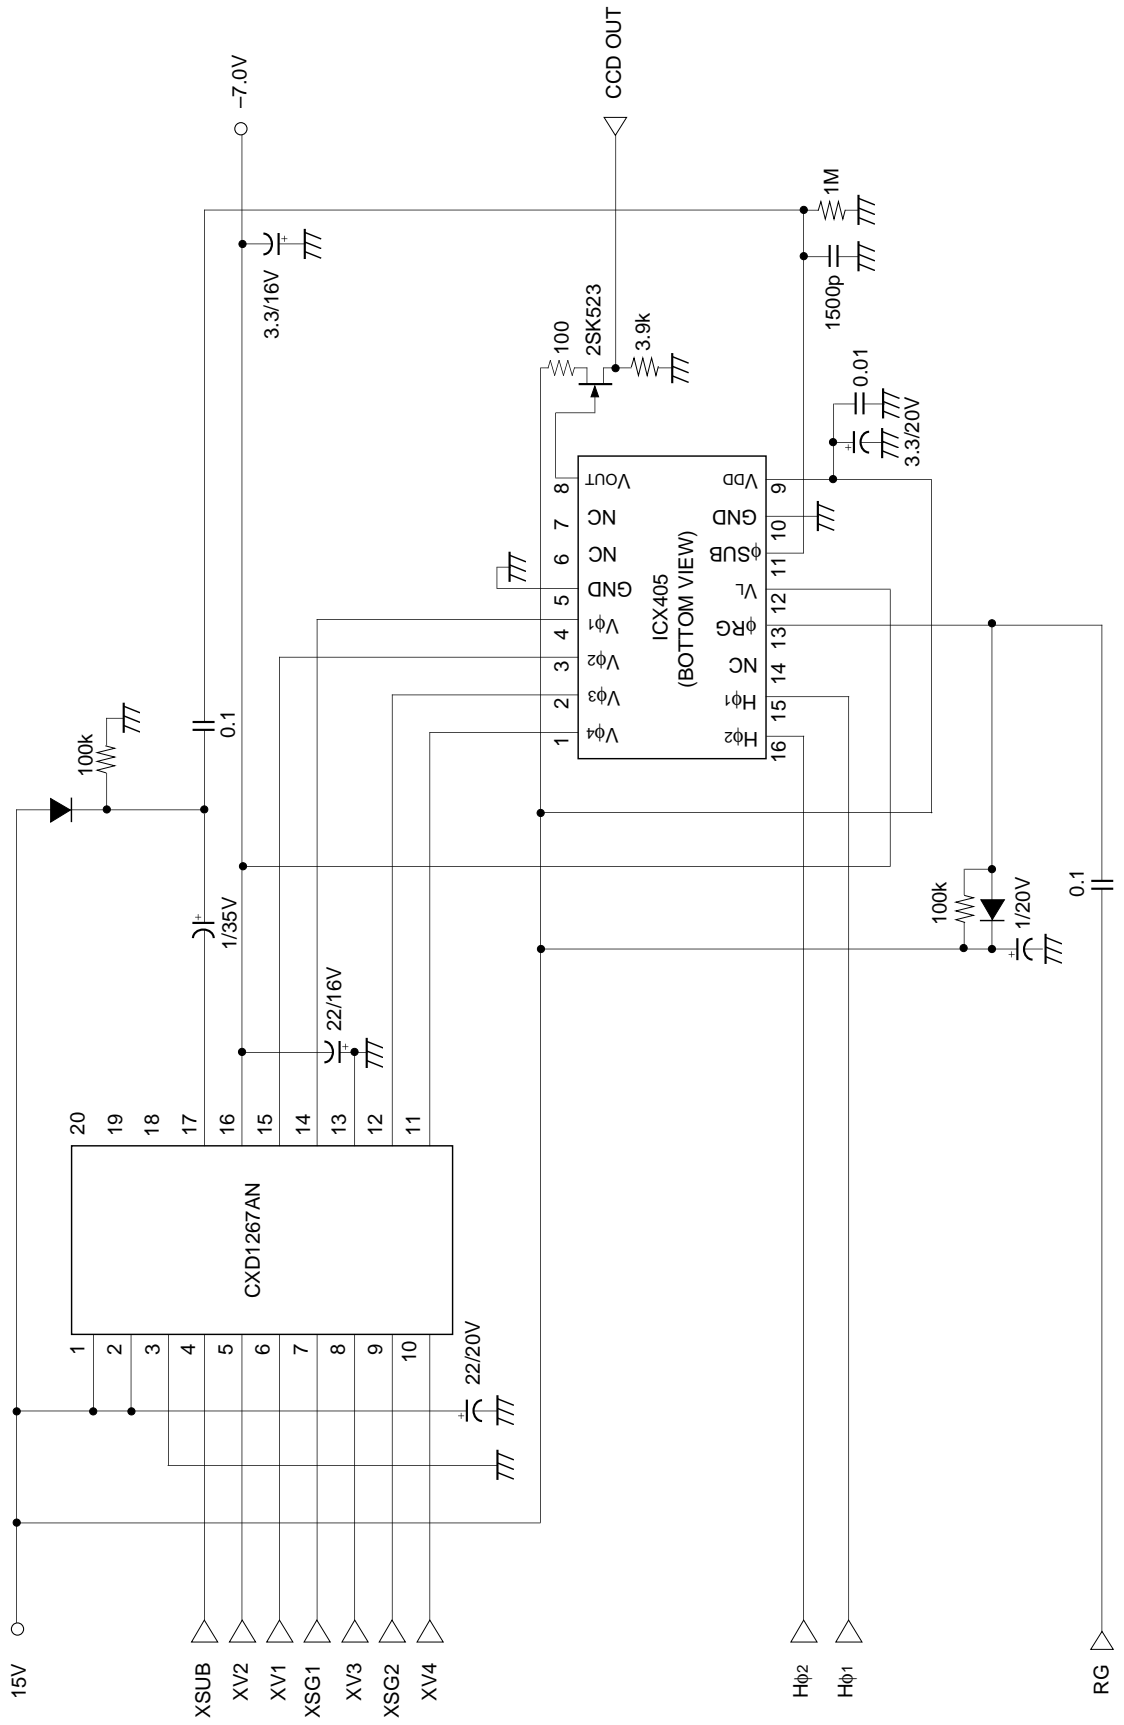 15V
XSUB
XV2
XV1
XSG1
XV3
XSG2
XV4
Hϕ2
Hϕ1
RG
1
2
3
4
5
6
7
8
9
10
22/20V
CXD1267AN
20
19
18
17
16
15
14
13
12
11
22/16V
1/35V
100k
0.1
–7.0V
3.3/16V
1
2
3
4
5
6
7
8
Vϕ4
Vϕ3
Vϕ2
Vϕ1
GND
NC
NC
VOUT
ICX405
(BOTTOM VIEW)
Hϕ2
Hϕ1
NC
ϕRG
VL
ϕSUB
GND
VDD
16
15
14
13
12
11
10
9
100
2SK523
3.9k
CCD OUT
1M
1500p
0.01
3.3/20V
100k
1/20V
0.1